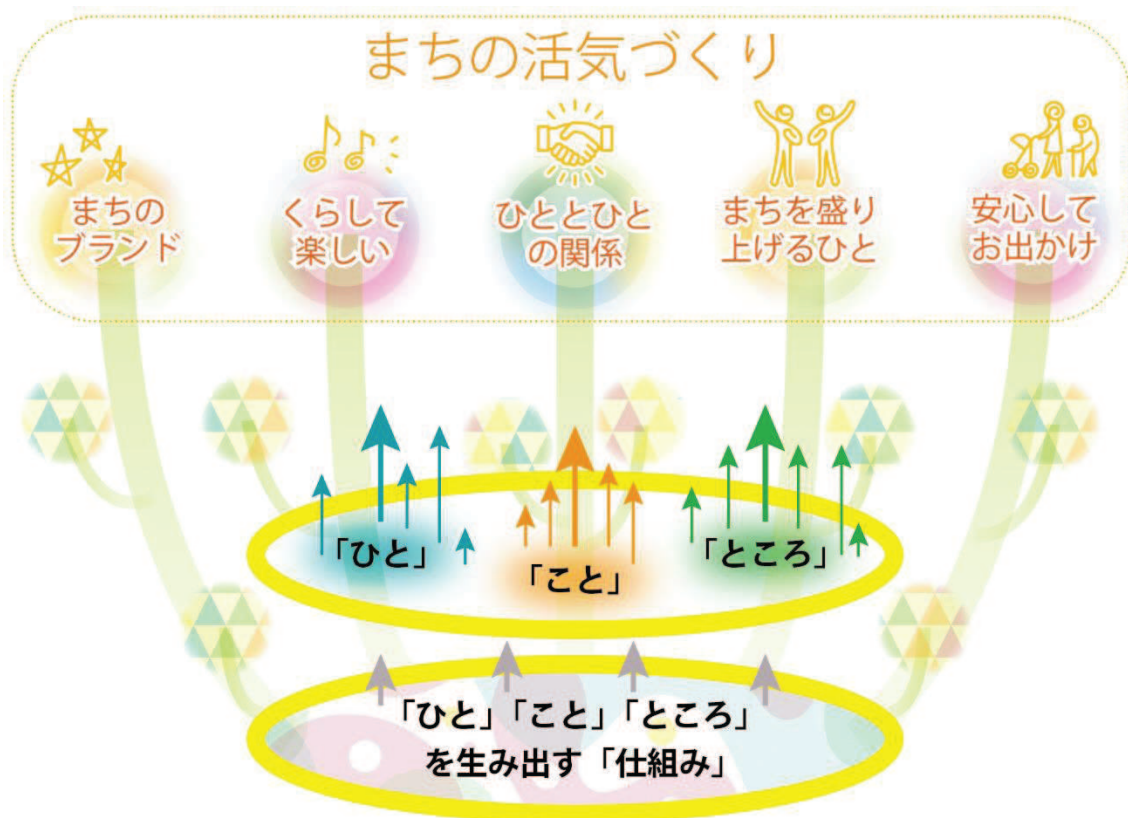 まちの活気づくり
まちの
ブランド
くらして
楽しい
ひととひと
の関係
まちを盛り
上げるひと
安心して
お出かけ
「ひと」
「こと」
「ところ」
「ひと」「こと」「ところ」
を生み出す「仕組み」